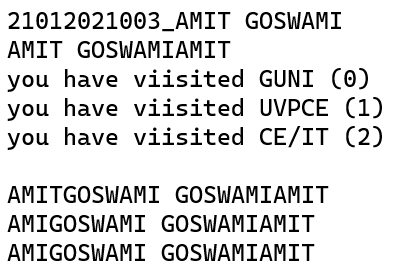 21012021003_AMIT GOSWAMI
AMIT GOSWAMIAMIT
you have viisited GUNI (0)
you have viisited UVPCE (1)
you have viisited CE/IT (2)

AMITGOSWAMI GOSWAMIAMIT
AMIGOSWAMI GOSWAMIAMIT
AMIGOSWAMI GOSWAMIAMIT